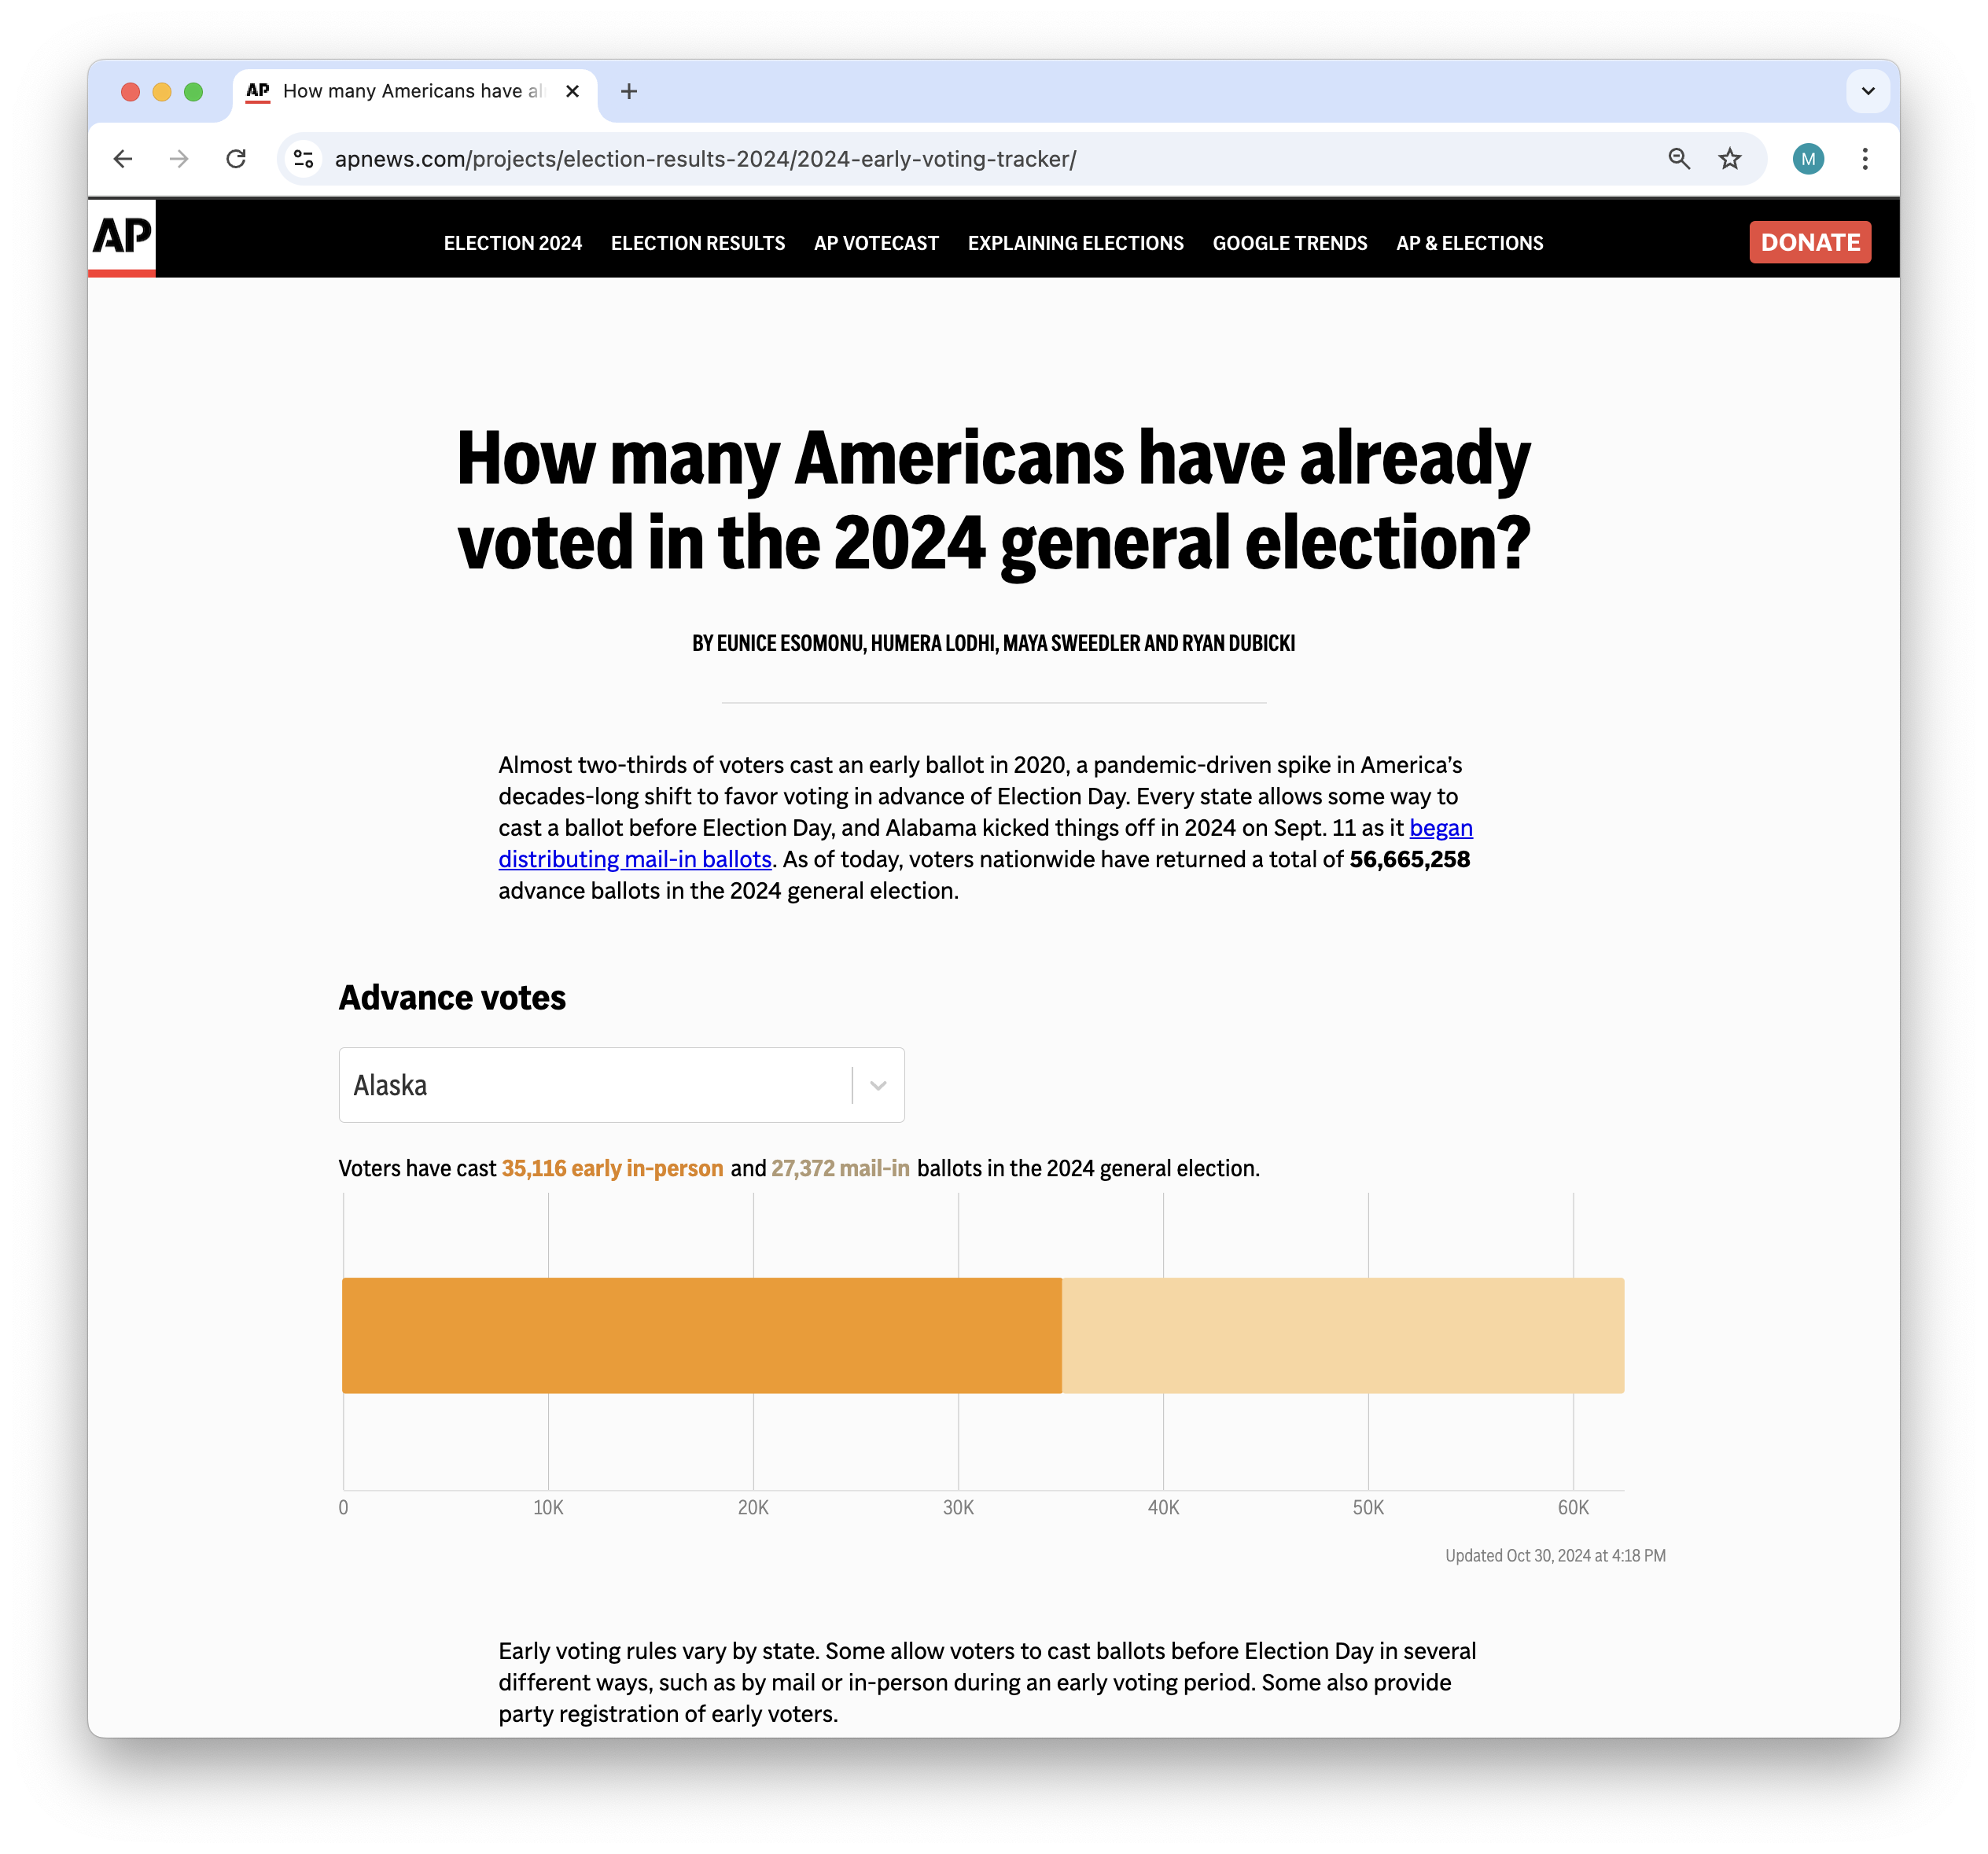 AP How many Americans have al
apnews.com/projects/election-results-2024/2024-early-voting-tracker/
M
AP
ELECTION 2024 ELECTION RESULTS AP VOTECAST EXPLAINING ELECTIONS GOOGLE TRENDS AP & ELECTIONS
DONATE
How many Americans have already
voted in the 2024 general election?
BY EUNICE ESOMONU, HUMERA LODHI, MAYA SWEEDLER AND RYAN DUBICKI
Almost two-thirds of voters cast an early ballot in 2020, a pandemic-driven spike in America’s
decades-long shift to favor voting in advance of Election Day. Every state allows some way to
cast a ballot before Election Day, and Alabama kicked things off in 2024 on Sept. 11 as it began
distributing mail-in ballots. As of today, voters nationwide have returned a total of 56,665,258
advance ballots in the 2024 general election.
Advance votes
Alaska
Voters have cast 35,116 early in-person and 27,372 mail-in ballots in the 2024 general election.
0 10K 20K 30K 40K 50K 60K
Updated Oct 30, 2024 at 4:18 PM
Early voting rules vary by state. Some allow voters to cast ballots before Election Day in several
different ways, such as by mail or in-person during an early voting period. Some also provide
party registration of early voters.